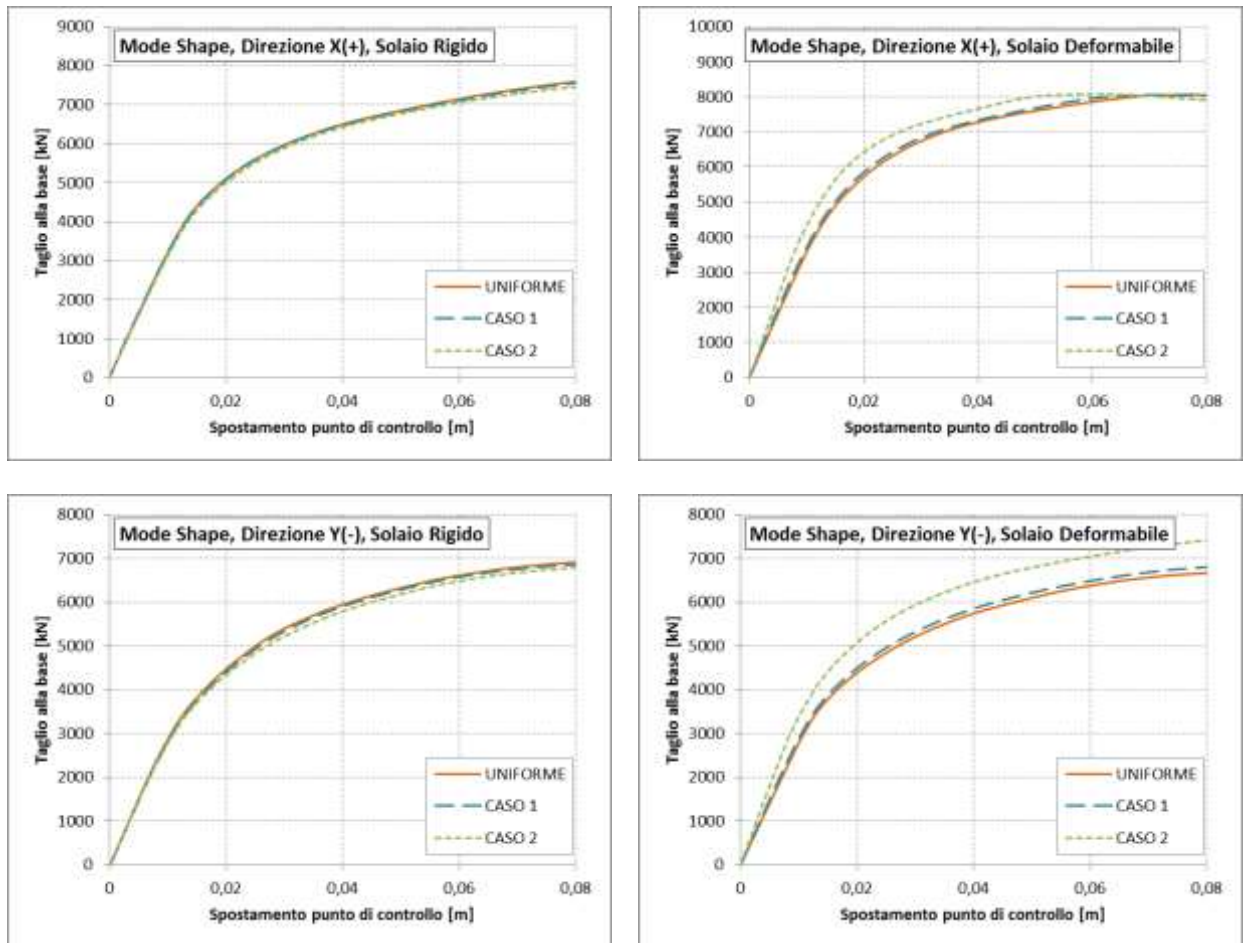 Mode Shape, Direzione X(+), Solaio Rigido
Taglio alla base [kN]
9000
8000
7000
6000
5000
4000
3000
2000
1000
0
0 0,02 0,04 0,06 0,08
Spostamento punto di controllo [m]
UNIFORME
CASO 1
CASO 2
Mode Shape, Direzione X(+), Solaio Deformabile
Taglio alla base [kN]
10000
9000
8000
7000
6000
5000
4000
3000
2000
1000
0
0 0,02 0,04 0,06 0,08
Spostamento punto di controllo [m]
UNIFORME
CASO 1
CASO 2
Mode Shape, Direzione Y(-), Solaio Rigido
Taglio alla base [kN]
8000
7000
6000
5000
4000
3000
2000
1000
0
0 0,02 0,04 0,06 0,08
Spostamento punto di controllo [m]
UNIFORME
CASO 1
CASO 2
Mode Shape, Direzione Y(-), Solaio Deformabile
Taglio alla base [kN]
8000
7000
6000
5000
4000
3000
2000
1000
0
0 0,02 0,04 0,06 0,08
Spostamento punto di controllo [m]
UNIFORME
CASO 1
CASO 2